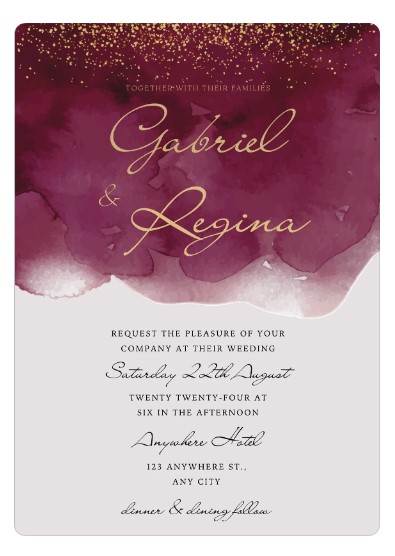 TOGETHER WITH THEIR FAMILIES
Gabriel
&
Regina
REQUEST THE PLEASURE OF YOUR
COMPANY AT THEIR WEEDING
Saturday 22th August
TWENTY TWENTY-FOUR AT
SIX IN THE AFTERNOON
Anywhere Hotel
123 ANYWHERE ST.,
ANY CITY
dinner & dining follow